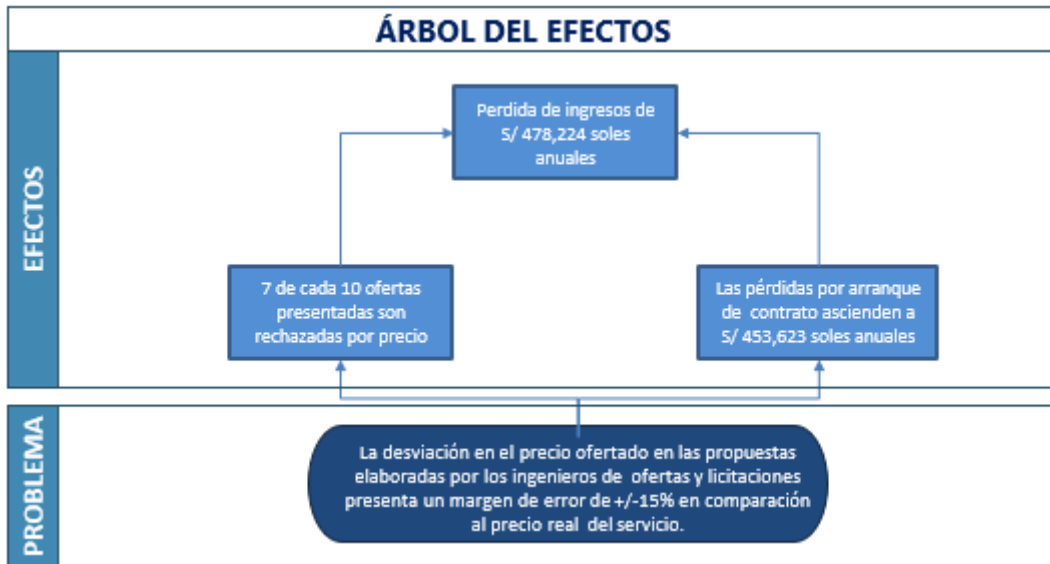 ÁRBOL DEL EFECTOS
EFECTOS
Perdida de ingresos de
S/ 478,224 soles
anuales
7 de cada 10 ofertas
presentadas son
rechazadas por precio
Las pérdidas por arranque
de contrato ascienden a
S/ 453,623 soles anuales
PROBLEMA
La desviación en el precio ofertado en las propuestas
elaboradas por los ingenieros de ofertas y licitaciones
presenta un margen de error de +/-15% en comparación
al precio real del servicio.